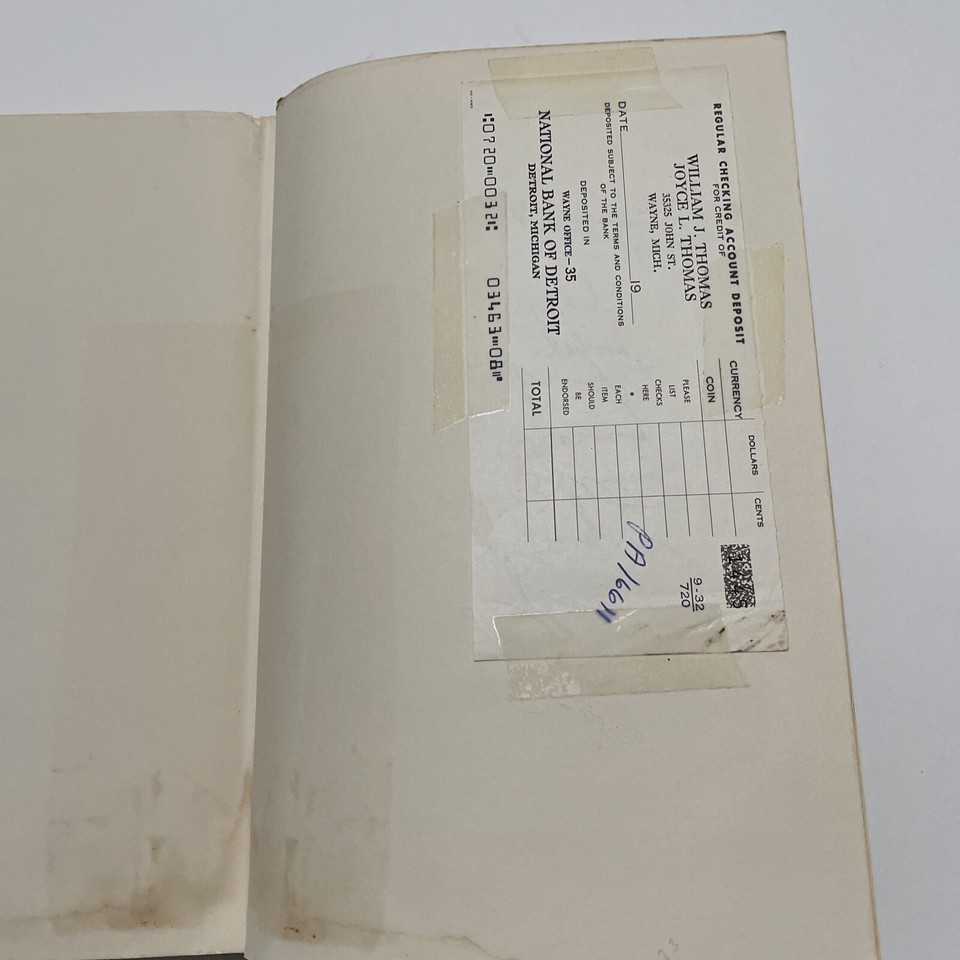 REGULAR CHECKING ACCOUNT DEPOSIT
FOR CREDIT OF
WILLIAM J. THOMAS
JOYCE L. THOMAS
35325 JOHN ST.
WAYNE, MICH.
DATE 19
DEPOSITED SUBJECT TO THE TERMS AND CONDITIONS
OF THE BANK
DEPOSITED IN
WAYNE OFFICE-35
NATIONAL BANK OF DETROIT
DETROIT, MICHIGAN
⑆0720⑉0032⑆ 03463⑉08⑈
DOLLARS CENTS
CURRENCY
COIN
PLEASE
LIST
CHECKS
HERE
•
EACH
ITEM
SHOULD
BE
ENDORSED
TOTAL
9-32
720
PA/6611